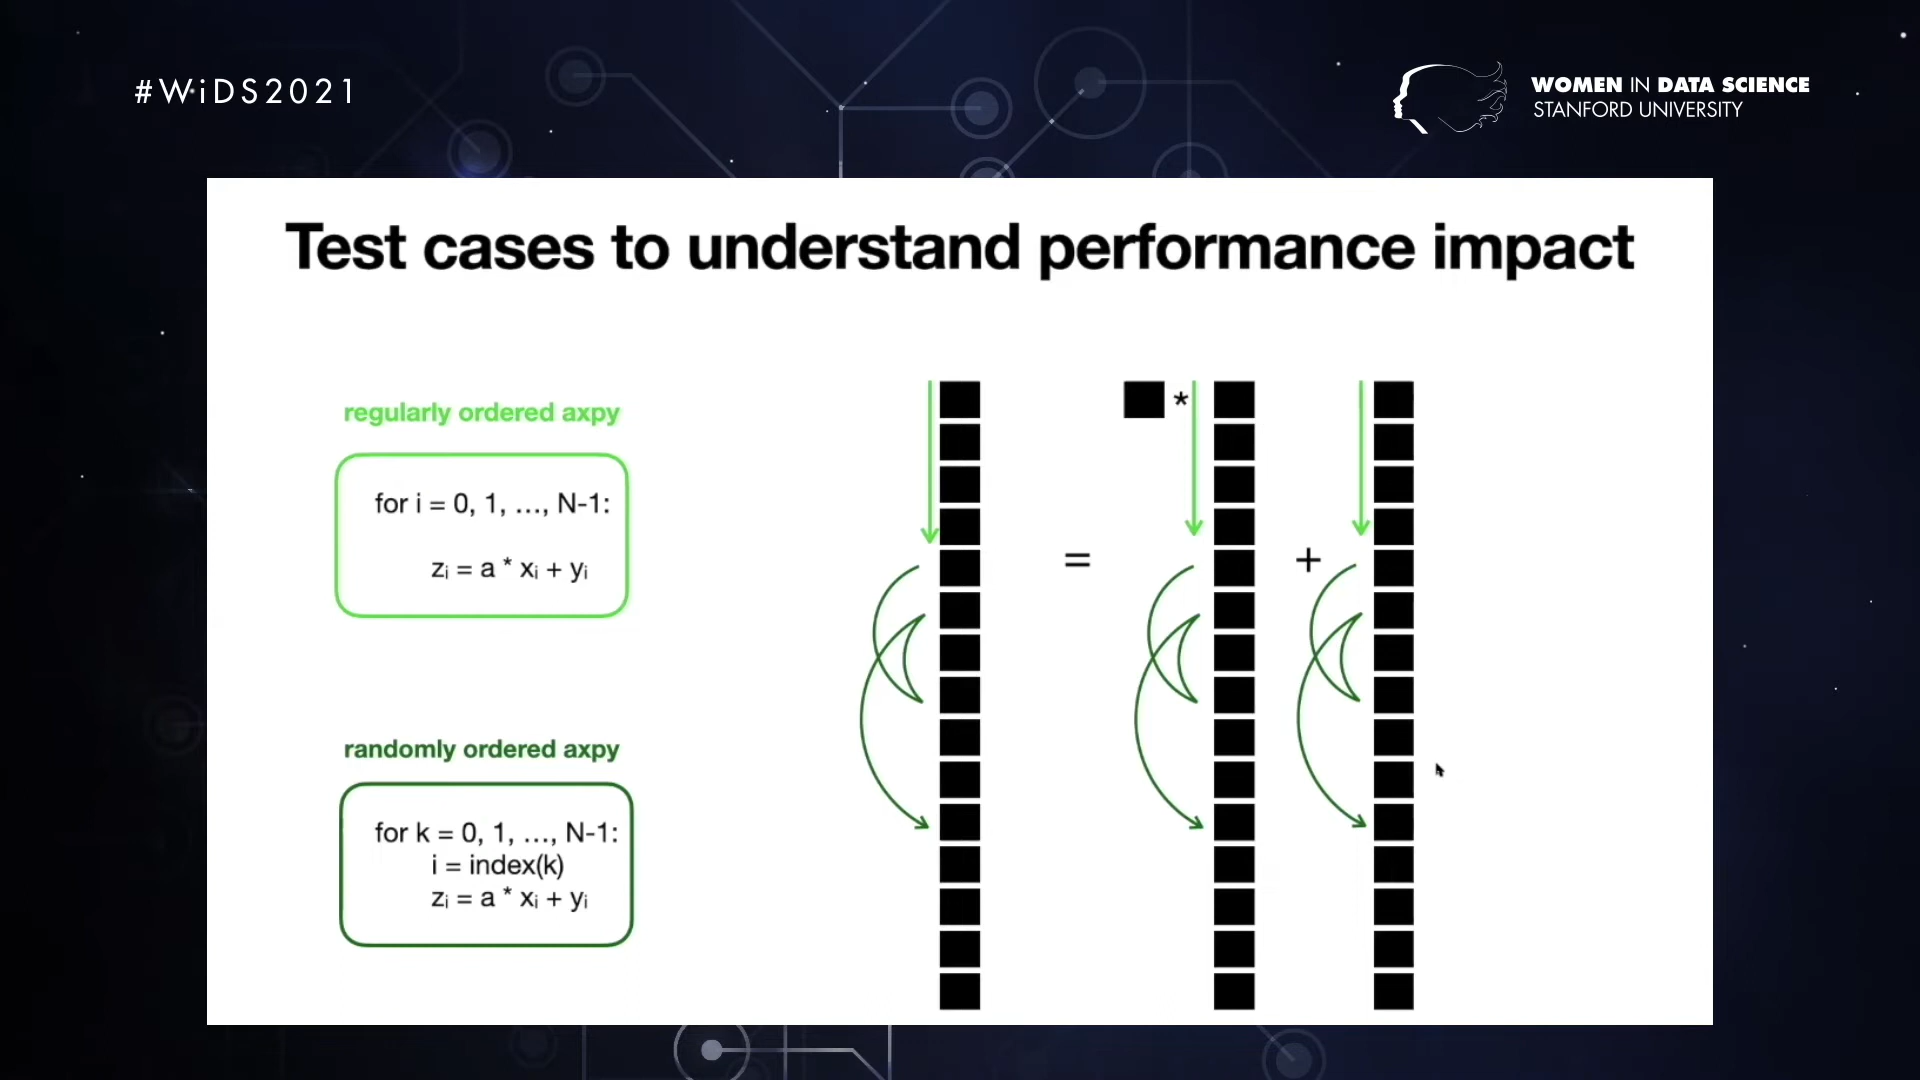 #WiDS2021
WOMEN IN DATA SCIENCE
STANFORD UNIVERSITY
Test cases to understand performance impact
regularly ordered axpy
for i = 0, 1, ..., N-1:
zᵢ = a * xᵢ + yᵢ
randomly ordered axpy
for k = 0, 1, ..., N-1:
i = index(k)
zᵢ = a * xᵢ + yᵢ
*
=
+